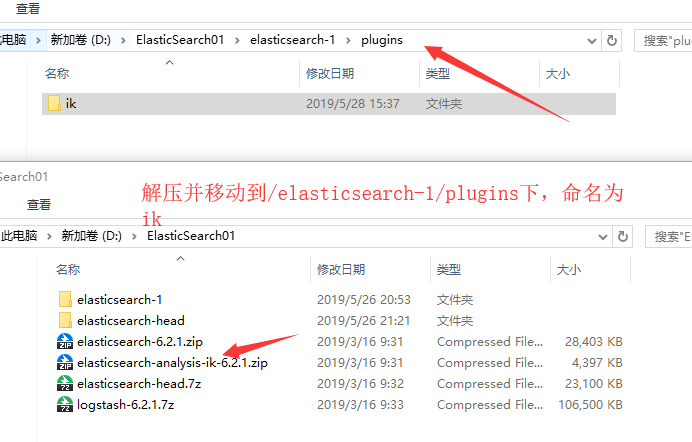 查看
此电脑 › 新加卷 (D:) › ElasticSearch01 › elasticsearch-1 › plugins
搜索"plu
名称 修改日期 类型 大小
ik 2019/5/28 15:37 文件夹
Search01
解压并移动到/elasticsearch-1/plugins下，命名为
ik
查看
此电脑 › 新加卷 (D:) › ElasticSearch01
搜索"E
名称 修改日期 类型 大小
elasticsearch-1 2019/5/26 20:53 文件夹
elasticsearch-head 2019/5/26 21:21 文件夹
ZIP elasticsearch-6.2.1.zip 2019/3/16 9:31 Compressed File... 28,403 KB
ZIP elasticsearch-analysis-ik-6.2.1.zip 2019/3/16 9:31 Compressed File... 4,397 KB
7Z elasticsearch-head.7z 2019/3/16 9:32 Compressed File... 23,100 KB
7Z logstash-6.2.1.7z 2019/3/16 9:33 Compressed File... 106,500 KB